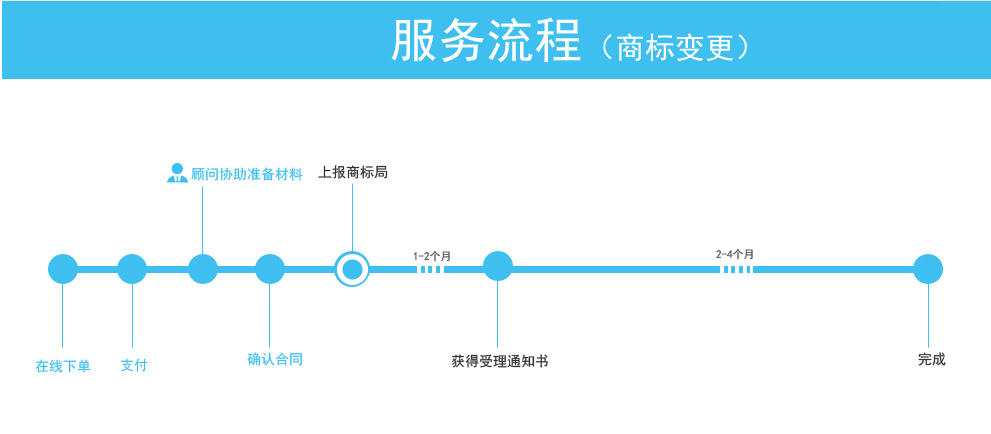 服务流程（商标变更）
顾问协助准备材料
上报商标局
1-2个月
2-4个月
在线下单
支付
确认合同
获得受理通知书
完成